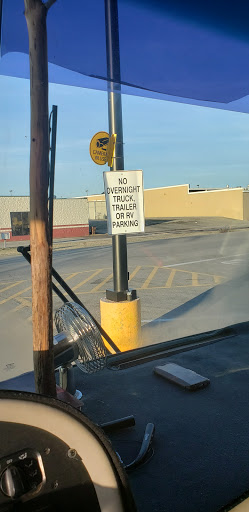 NO
OVERNIGHT
TRUCK,
TRAILER
OR RV
PARKING